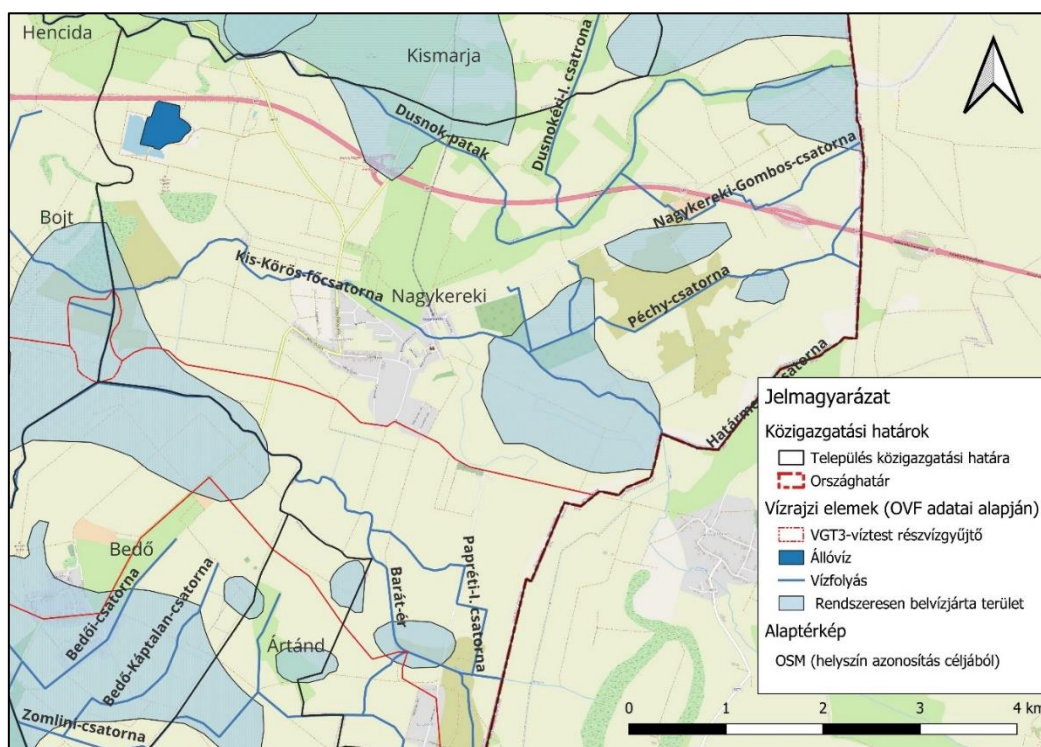 Hencida
Kismarja
Dusnok-patak
Dusnokéri-I. csatrona
Nagykereki-Gombos-csatorna
Bojt
Kis-Körös-főcsatorna
Nagykereki
Péchy-csatorna
Jelmagyarázat
Közigazgatási határok
Település közigazgatási határa
Országhatár
Vízrajzi elemek (OVF adatai alapján)
VGT3-víztest részvízgyűjtő
Állóvíz
Vízfolyás
Rendszeresen belvízjárta terület
Alaptérkép
OSM (helyszín azonosítás céljából)
Bedő
Bedői-csatorna
Bedő-Káptalan-csatorna
Ártánd
Barát-ér
Papréti-I. csatorna
Zomlini-csatorna
0 1 2 3 4 km